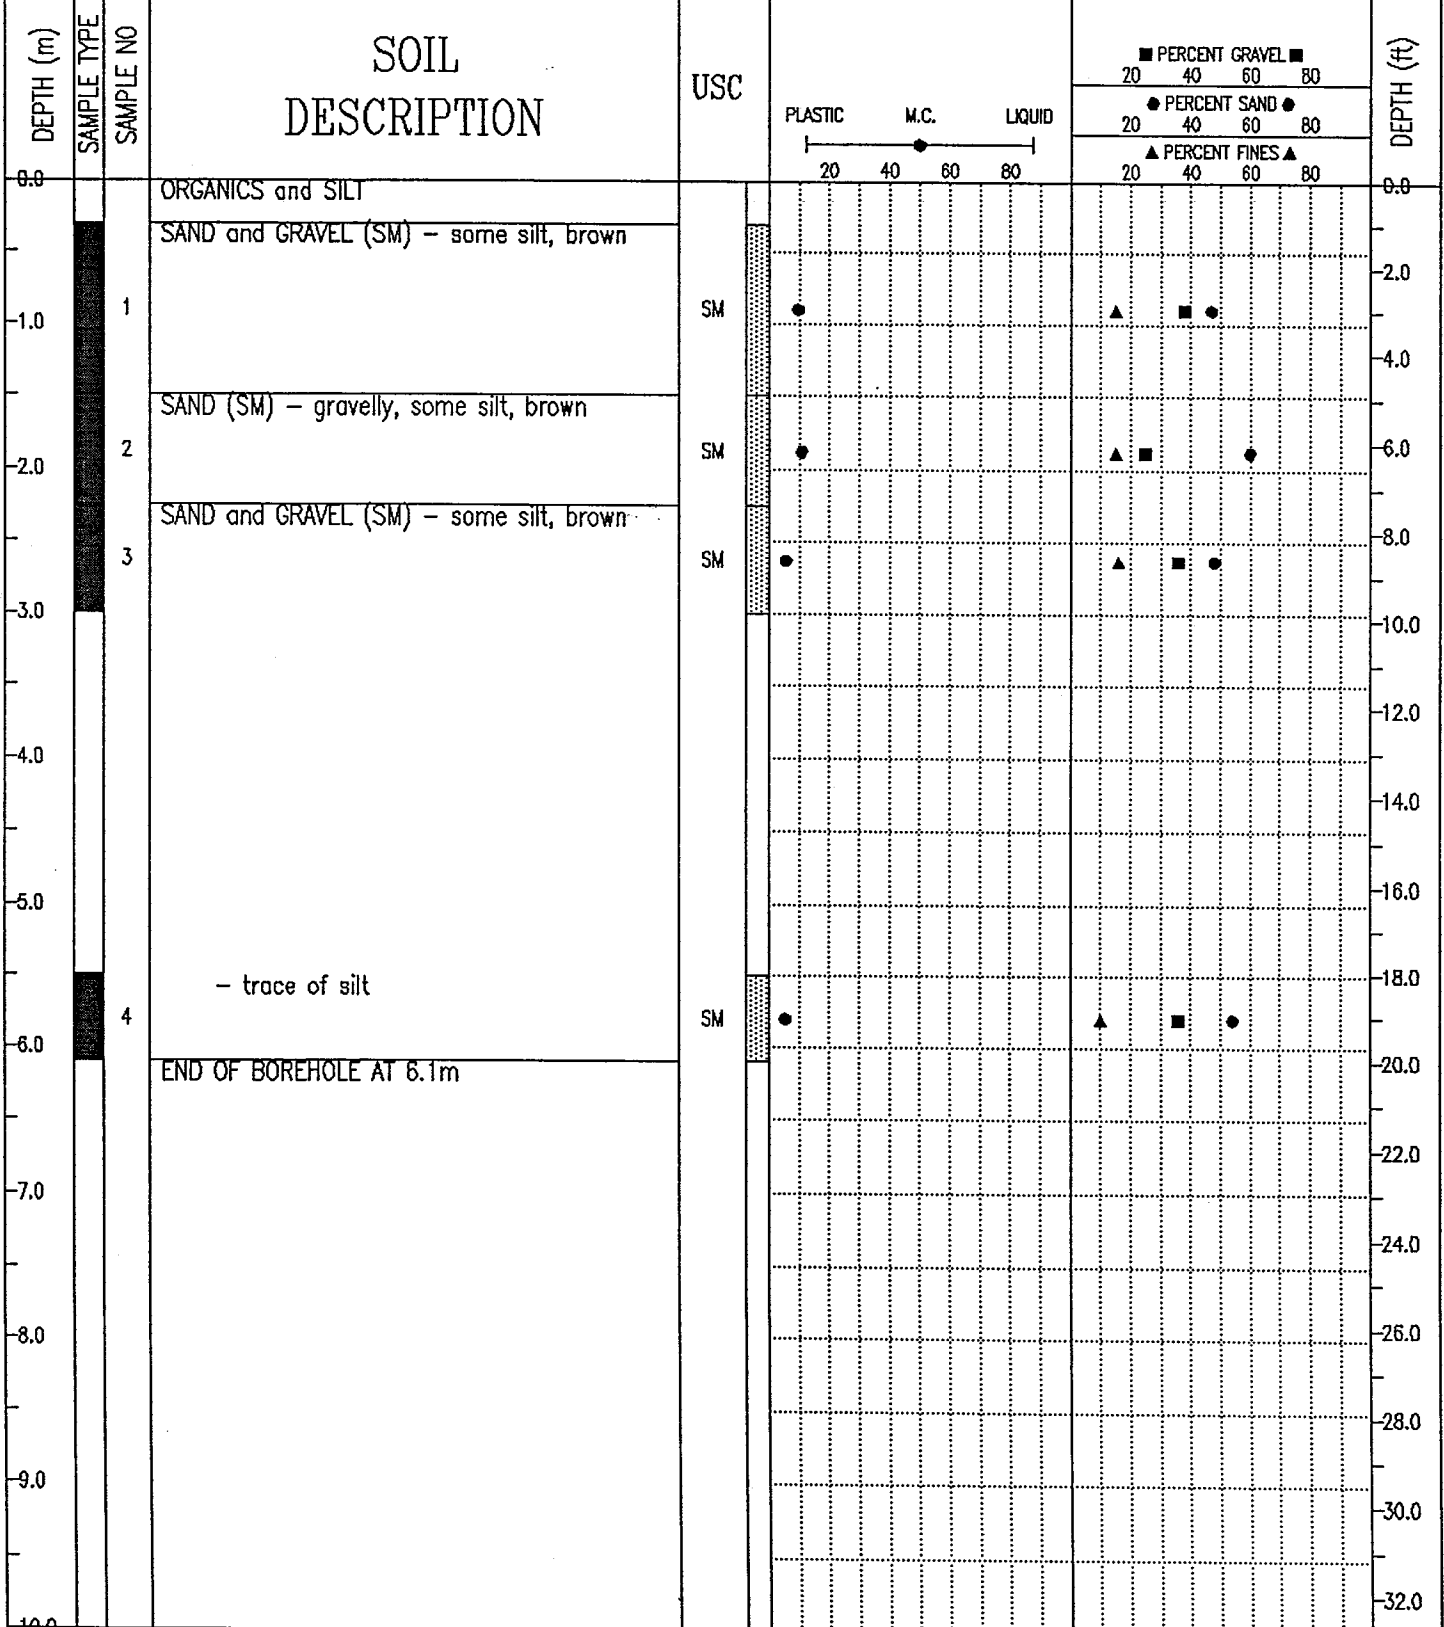 DEPTH (m)
SAMPLE TYPE
SAMPLE NO
SOIL
DESCRIPTION
USC
PLASTIC M.C. LIQUID
20 40 60 80
■ PERCENT GRAVEL ■
20 40 60 80
● PERCENT SAND ●
20 40 60 80
▲ PERCENT FINES ▲
20 40 60 80
DEPTH (ft)
0.0
ORGANICS and SILT
0.0
SAND and GRAVEL (SM) – some silt, brown
2.0
1.0
1
SM
4.0
SAND (SM) – gravelly, some silt, brown
2
SM
6.0
2.0
SAND and GRAVEL (SM) – some silt, brown
8.0
3
SM
3.0
10.0
12.0
4.0
14.0
5.0
16.0
– trace of silt
18.0
4
SM
6.0
20.0
END OF BOREHOLE AT 6.1m
22.0
7.0
24.0
8.0
26.0
28.0
9.0
30.0
32.0
10.0